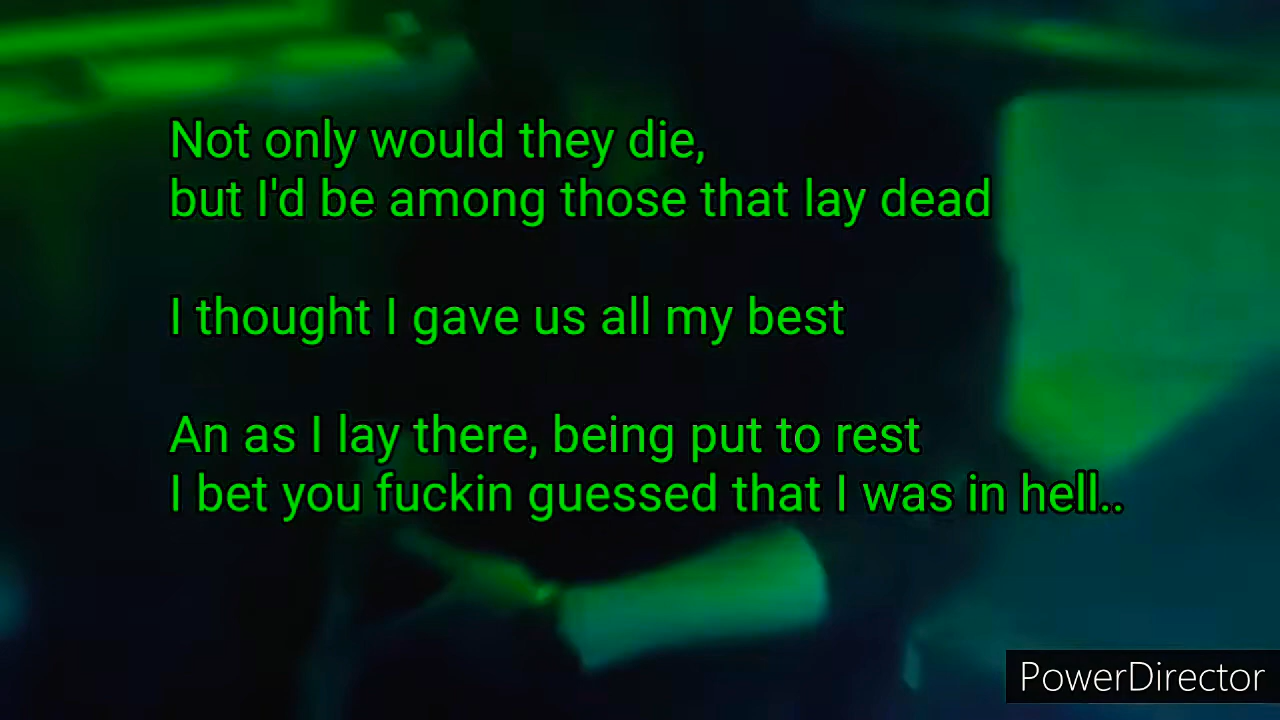 Not only would they die,
but I'd be among those that lay dead
I thought I gave us all my best
An as I lay there, being put to rest
I bet you fuckin guessed that I was in hell..
PowerDirector